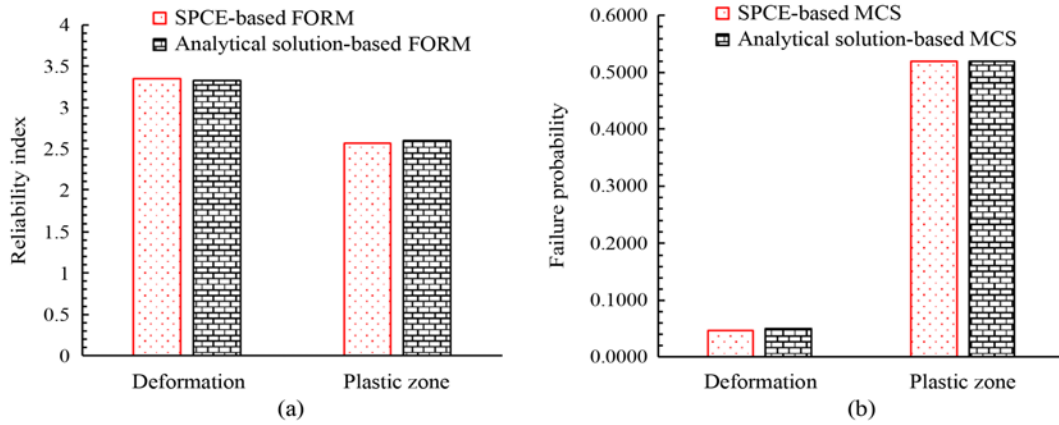 SPCE-based FORM
Analytical solution-based FORM
Reliability index
4
3.5
3
2.5
2
1.5
1
0.5
0
Deformation
Plastic zone
(a)
SPCE-based MCS
Analytical solution-based MCS
Failure probability
0.6000
0.5000
0.4000
0.3000
0.2000
0.1000
0.0000
Deformation
Plastic zone
(b)